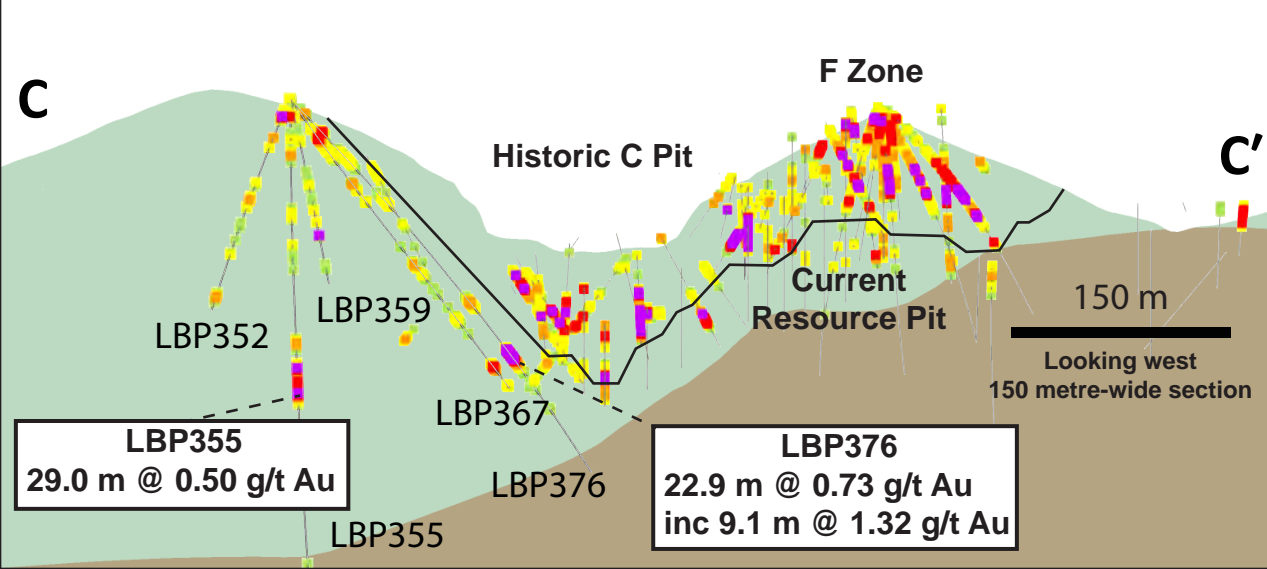 F Zone
C
Historic C Pit
C'
Current
Resource Pit
150 m
LBP359
LBP352
Looking west
150 metre-wide section
LBP367
LBP355
29.0 m @ 0.50 g/t Au
LBP376
22.9 m @ 0.73 g/t Au
inc 9.1 m @ 1.32 g/t Au
LBP376
LBP355